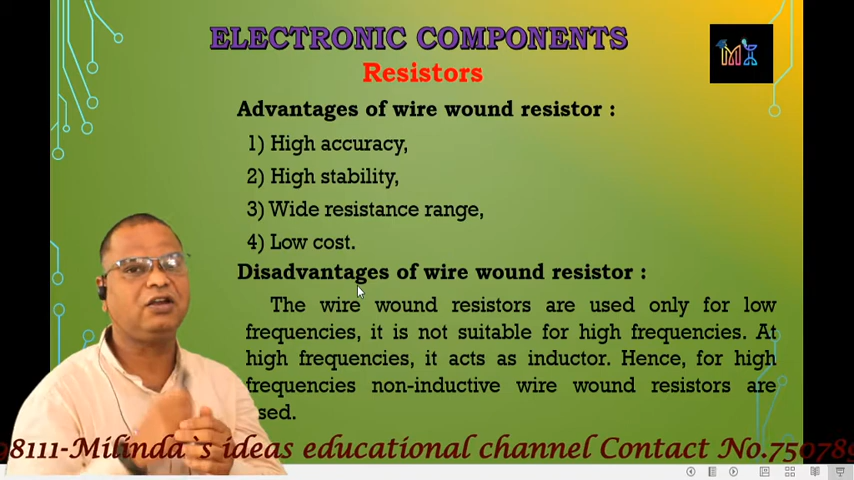 ELECTRONIC COMPONENTS
Resistors
Advantages of wire wound resistor :
1) High accuracy,
2) High stability,
3) Wide resistance range,
4) Low cost.
Disadvantages of wire wound resistor :
The wire wound resistors are used only for low
frequencies, it is not suitable for high frequencies. At
high frequencies, it acts as inductor. Hence, for high
frequencies non-inductive wire wound resistors are
sed.
98111-Milinda`s ideas educational channel Contact No.750789
MI